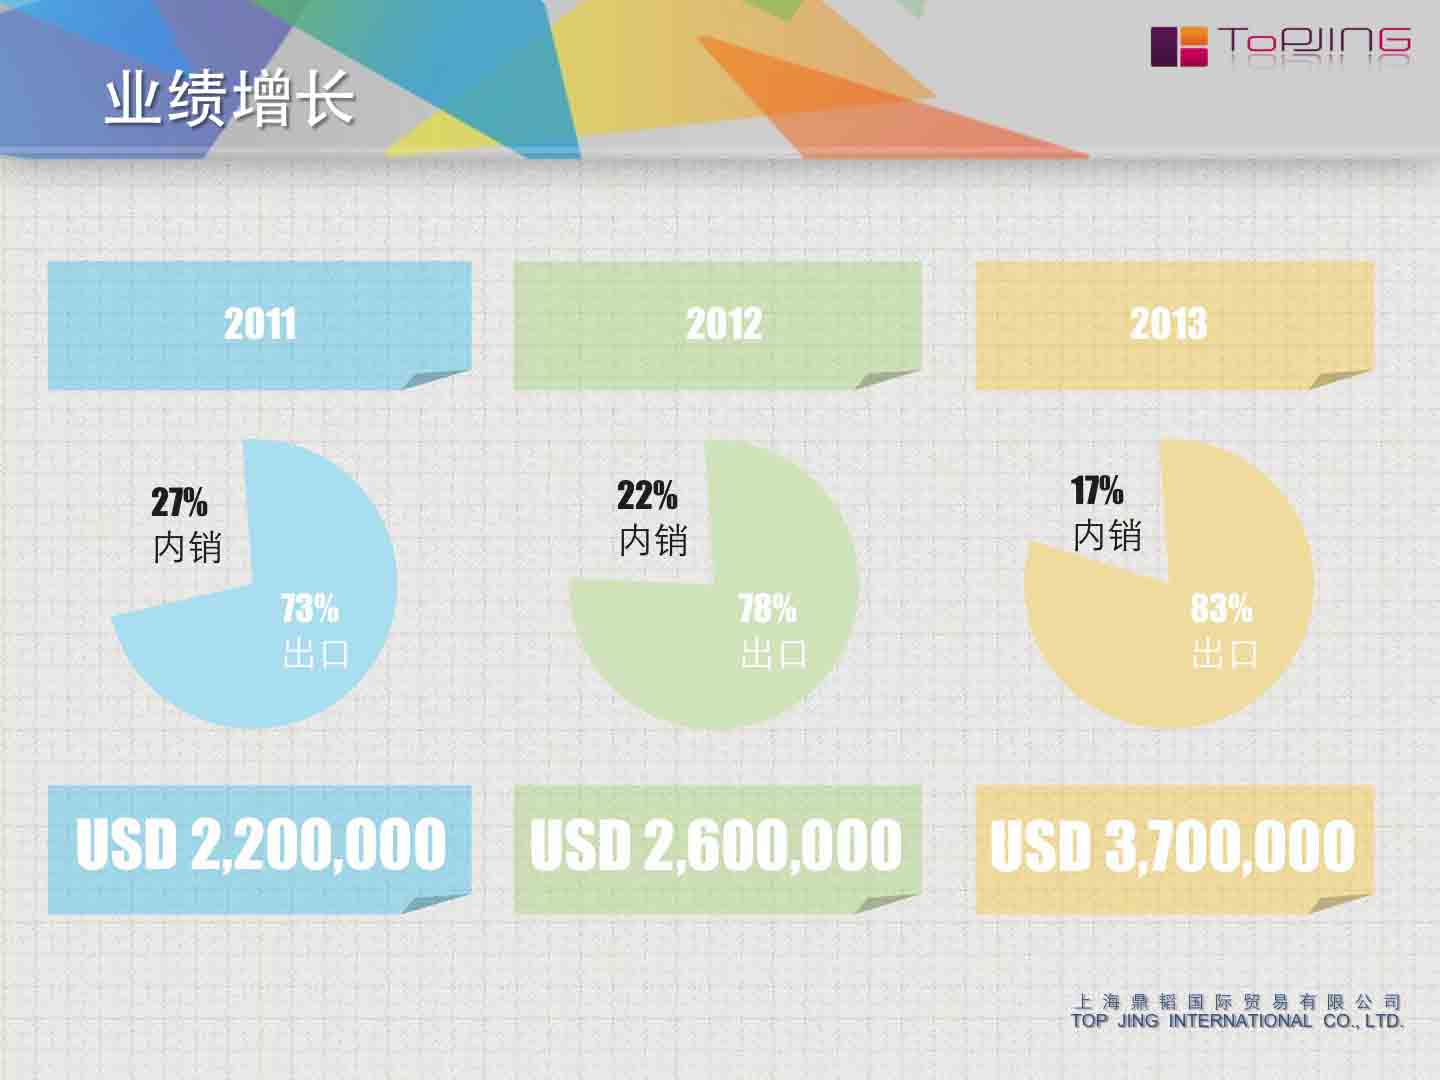 业绩增长
TOPJING
2011
2012
2013
27%
内销
73%
出口
22%
内销
78%
出口
17%
内销
83%
出口
USD 2,200,000
USD 2,600,000
USD 3,700,000
上海鼎韬国际贸易有限公司
TOP JING INTERNATIONAL CO., LTD.